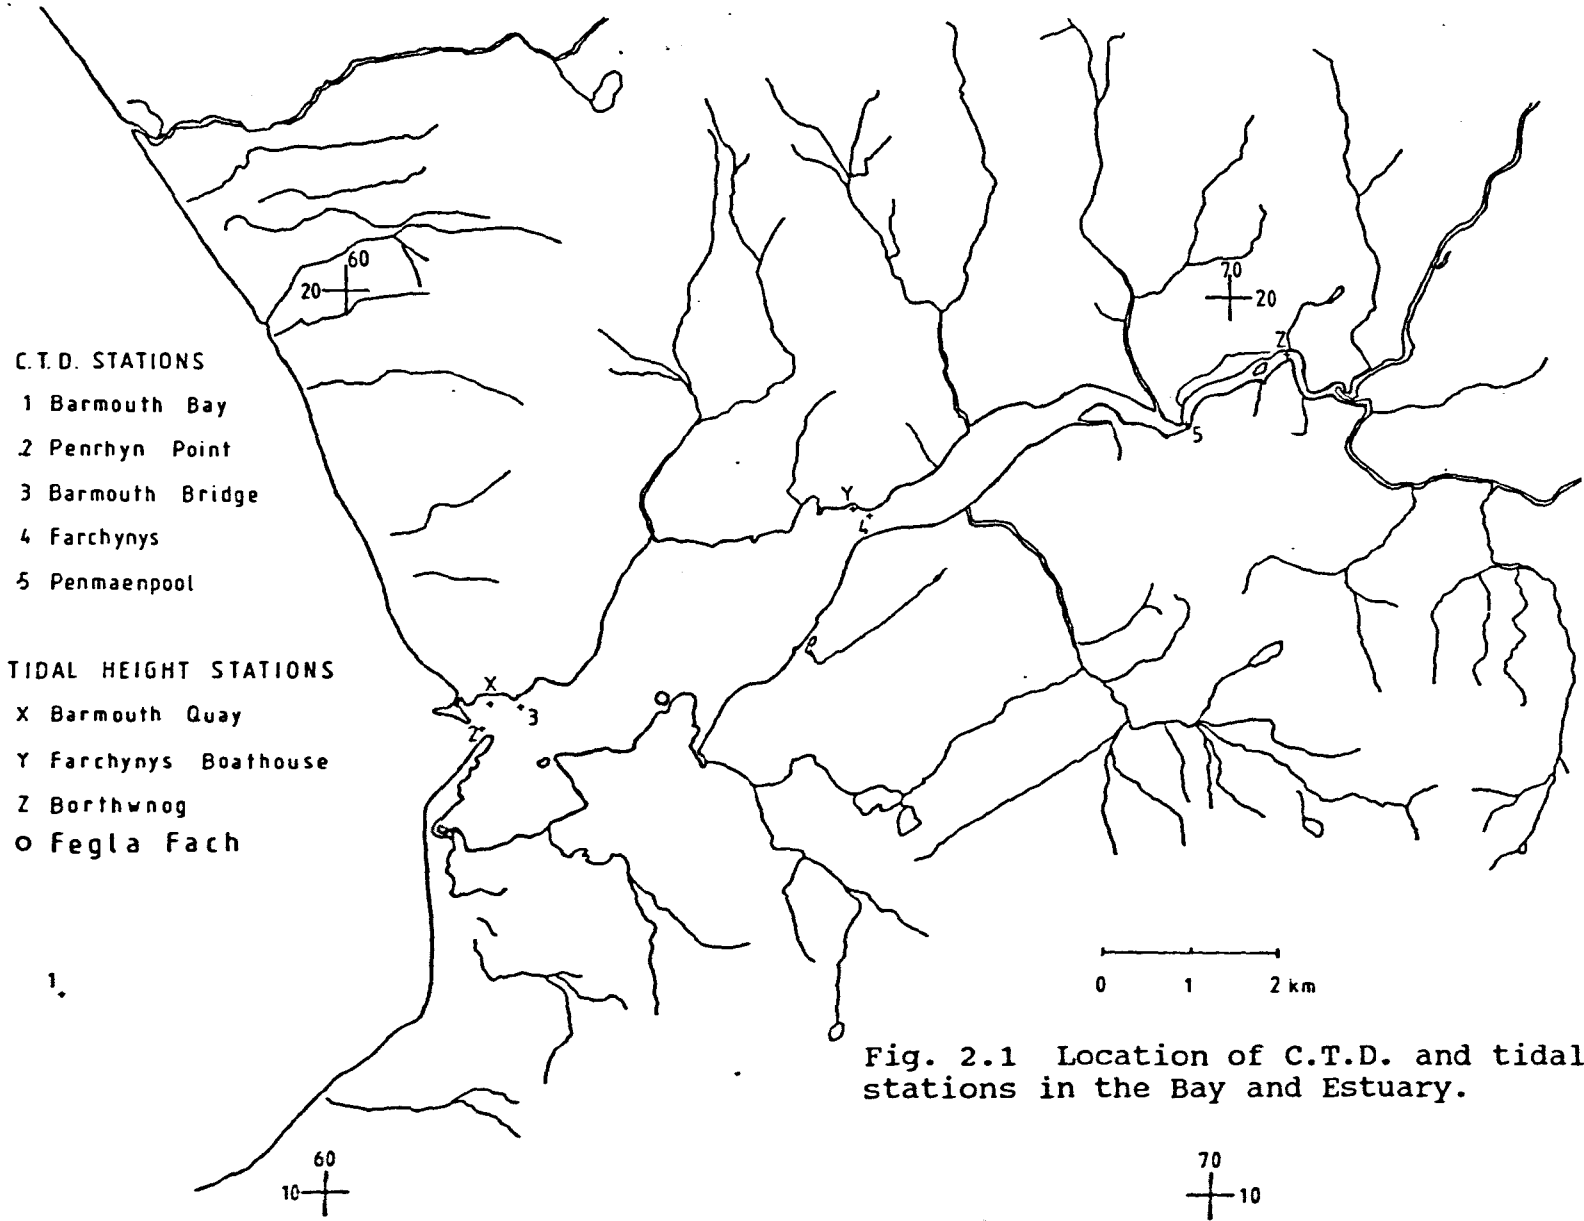 60
20
70
20
C.T.D. STATIONS
1 Barmouth Bay
2 Penrhyn Point
3 Barmouth Bridge
4 Farchynys
5 Penmaenpool
TIDAL HEIGHT STATIONS
X Barmouth Quay
Y Farchynys Boathouse
Z Borthwnog
O Fegla Fach
Z
5
Y
4
X
3
2
1
0 1 2 km
Fig. 2.1 Location of C.T.D. and tidal
stations in the Bay and Estuary.
60
10
70
10